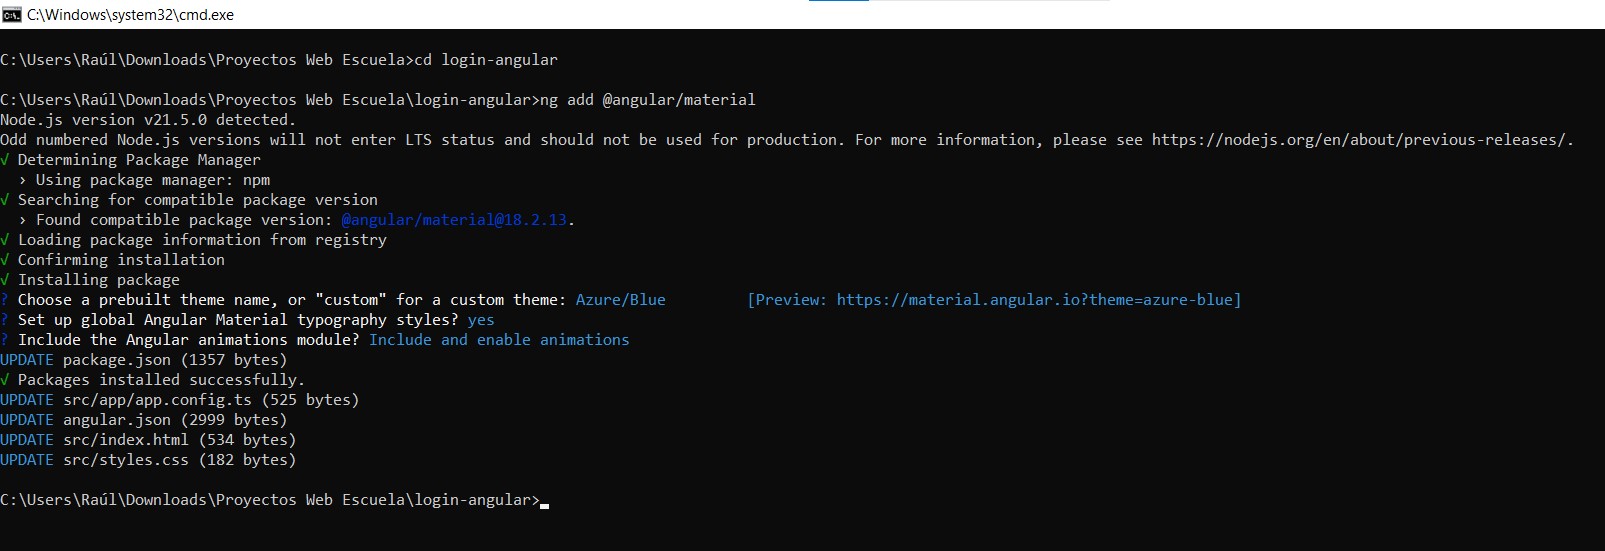 C:\Windows\system32\cmd.exe
C:\Users\Raúl\Downloads\Proyectos Web Escuela>cd login-angular
C:\Users\Raúl\Downloads\Proyectos Web Escuela\login-angular>ng add @angular/material
Node.js version v21.5.0 detected.
Odd numbered Node.js versions will not enter LTS status and should not be used for production. For more information, please see https://nodejs.org/en/about/previous-releases/.
√ Determining Package Manager
› Using package manager: npm
√ Searching for compatible package version
› Found compatible package version: @angular/material@18.2.13.
√ Loading package information from registry
√ Confirming installation
√ Installing package
? Choose a prebuilt theme name, or "custom" for a custom theme: Azure/Blue [Preview: https://material.angular.io?theme=azure-blue]
? Set up global Angular Material typography styles? yes
? Include the Angular animations module? Include and enable animations
UPDATE package.json (1357 bytes)
√ Packages installed successfully.
UPDATE src/app/app.config.ts (525 bytes)
UPDATE angular.json (2999 bytes)
UPDATE src/index.html (534 bytes)
UPDATE src/styles.css (182 bytes)
C:\Users\Raúl\Downloads\Proyectos Web Escuela\login-angular>